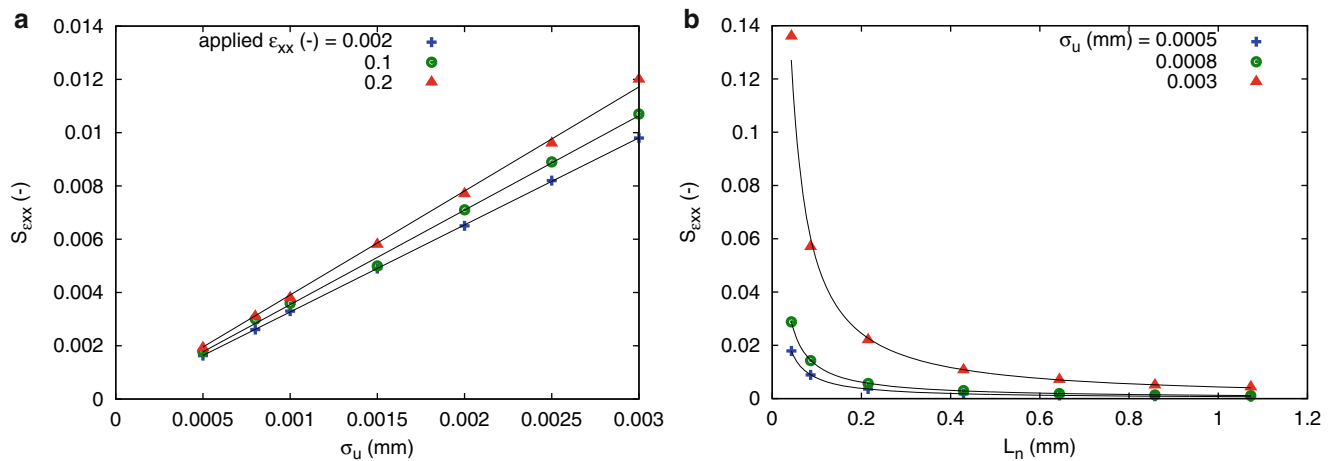 a
applied εxx (-) = 0.002
0.1
0.2
Sεxx (-)
0.014
0.012
0.01
0.008
0.006
0.004
0.002
0
0 0.0005 0.001 0.0015 0.002 0.0025 0.003
σu (mm)
b
σu (mm) = 0.0005
0.0008
0.003
Sεxx (-)
0.14
0.12
0.1
0.08
0.06
0.04
0.02
0
0 0.2 0.4 0.6 0.8 1 1.2
Ln (mm)